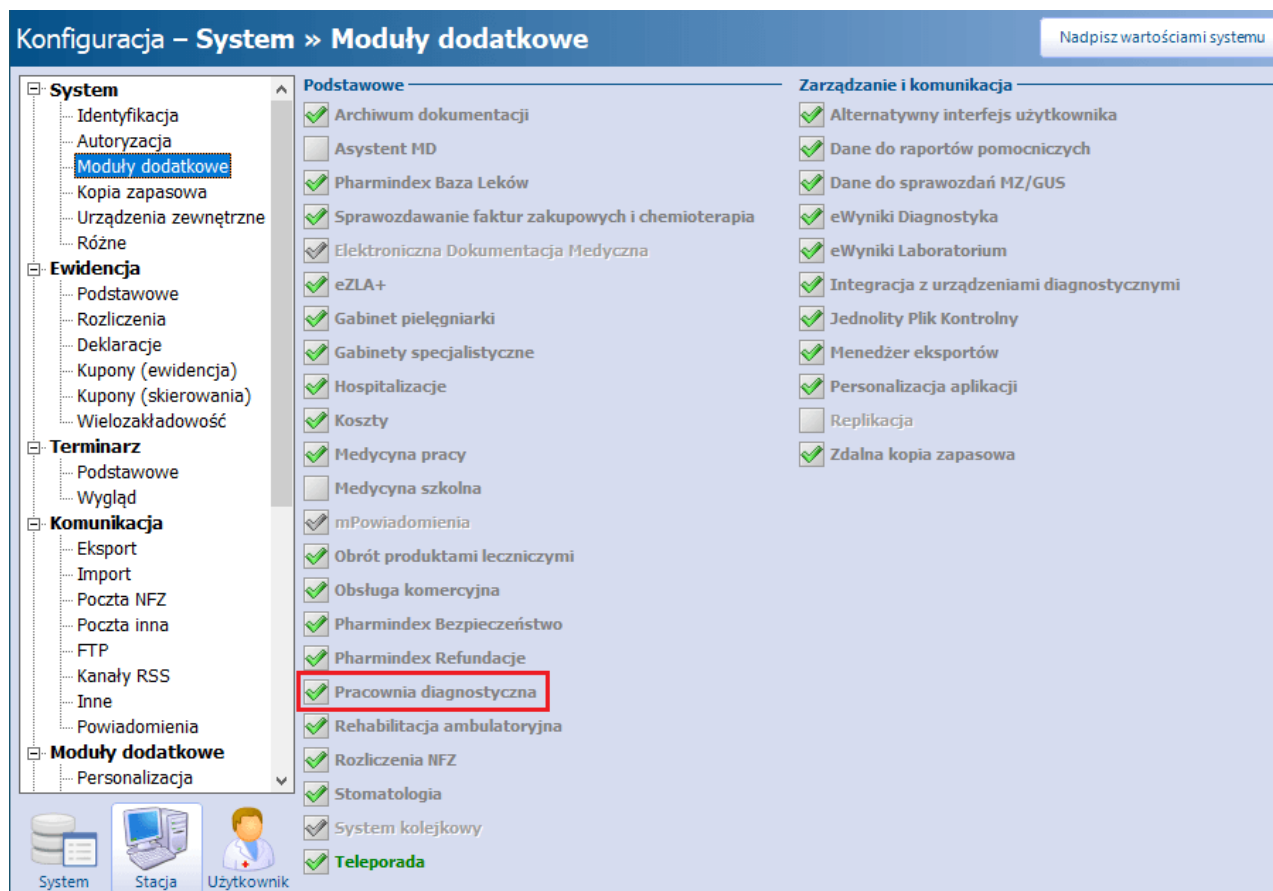 Konfiguracja – System » Moduły dodatkowe
Nadpisz wartościami systemu
System
Identyfikacja
Autoryzacja
Moduły dodatkowe
Kopia zapasowa
Urządzenia zewnętrzne
Różne
Ewidencja
Podstawowe
Rozliczenia
Deklaracje
Kupony (ewidencja)
Kupony (skierowania)
Wielozakładowość
Terminarz
Podstawowe
Wygląd
Komunikacja
Eksport
Import
Poczta NFZ
Poczta inna
FTP
Kanały RSS
Inne
Powiadomienia
Moduły dodatkowe
Personalizacja
System
Stacja
Użytkownik
Podstawowe
Archiwum dokumentacji
Asystent MD
Pharmindex Baza Leków
Sprawozdawanie faktur zakupowych i chemioterapia
Elektroniczna Dokumentacja Medyczna
eZLA+
Gabinet pielęgniarki
Gabinety specjalistyczne
Hospitalizacje
Koszty
Medycyna pracy
Medycyna szkolna
mPowiadomienia
Obrót produktami leczniczymi
Obsługa komercyjna
Pharmindex Bezpieczeństwo
Pharmindex Refundacje
Pracownia diagnostyczna
Rehabilitacja ambulatoryjna
Rozliczenia NFZ
Stomatologia
System kolejkowy
Teleporada
Zarządzanie i komunikacja
Alternatywny interfejs użytkownika
Dane do raportów pomocniczych
Dane do sprawozdań MZ/GUS
eWyniki Diagnostyka
eWyniki Laboratorium
Integracja z urządzeniami diagnostycznymi
Jednolity Plik Kontrolny
Menedżer eksportów
Personalizacja aplikacji
Replikacja
Zdalna kopia zapasowa